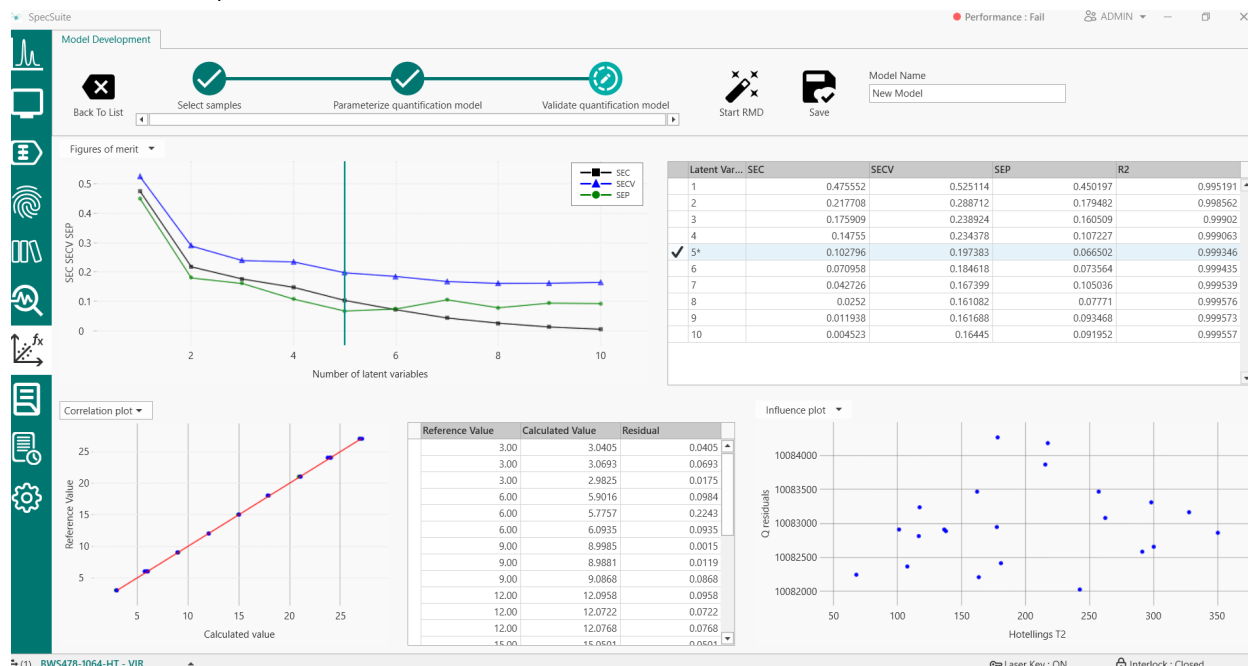 SpecSuite
Performance : Fail
ADMIN
Model Development
Back To List
Select samples
Parameterize quantification model
Validate quantification model
Start RMD
Save
Model Name
New Model
Figures of merit
SEC SECV SEP
0.5
0.4
0.3
0.2
0.1
0
2 4 6 8 10
Number of latent variables
SEC
SECV
SEP
Latent Var... SEC SECV SEP R2
1 0.475552 0.525114 0.450197 0.995191
2 0.217708 0.288712 0.179482 0.998562
3 0.175909 0.238924 0.160509 0.99902
4 0.14755 0.234378 0.107227 0.999063
5* 0.102796 0.197383 0.066502 0.999346
6 0.070958 0.184618 0.073564 0.999435
7 0.042726 0.167399 0.105036 0.999539
8 0.0252 0.161082 0.07771 0.999576
9 0.011938 0.161688 0.093468 0.999573
10 0.004523 0.16445 0.091952 0.999557
fx
Correlation plot
Reference Value
25
20
15
10
5
5 10 15 20 25
Calculated value
Reference Value Calculated Value Residual
3.00 3.0405 0.0405
3.00 3.0693 0.0693
3.00 2.9825 0.0175
6.00 5.9016 0.0984
6.00 5.7757 0.2243
6.00 6.0935 0.0935
9.00 8.9985 0.0015
9.00 8.9881 0.0119
9.00 9.0868 0.0868
12.00 12.0958 0.0958
12.00 12.0722 0.0722
12.00 12.0768 0.0768
15.00 15.0501 0.0501
Influence plot
Q residuals
10084000
10083500
10083000
10082500
10082000
50 100 150 200 250 300 350
Hotellings T2
(1) BWS478-1064-HT - VIR
Laser Key : ON
Interlock : Closed